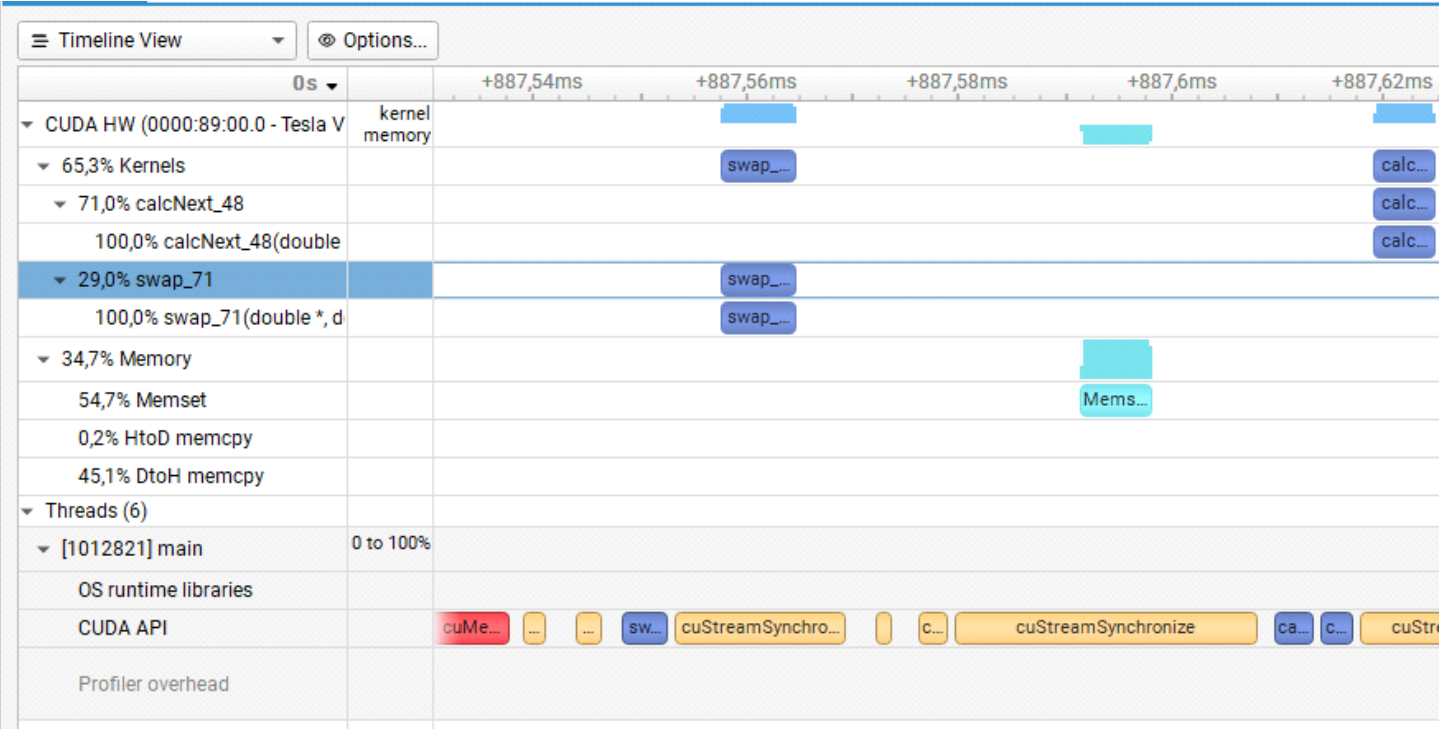 Timeline View Options...
0s +887,54ms +887,56ms +887,58ms +887,6ms +887,62ms
CUDA HW (0000:89:00.0 - Tesla V kernel
memory
65,3% Kernels swap_... calc...
71,0% calcNext_48 calc...
100,0% calcNext_48(double calc...
29,0% swap_71 swap_...
100,0% swap_71(double *, d swap_...
34,7% Memory
54,7% Memset Mems...
0,2% HtoD memcpy
45,1% DtoH memcpy
Threads (6)
[1012821] main 0 to 100%
OS runtime libraries
CUDA API cuMe... ... ... sw... cuStreamSynchro... c... cuStreamSynchronize ca... c... cuStr
Profiler overhead